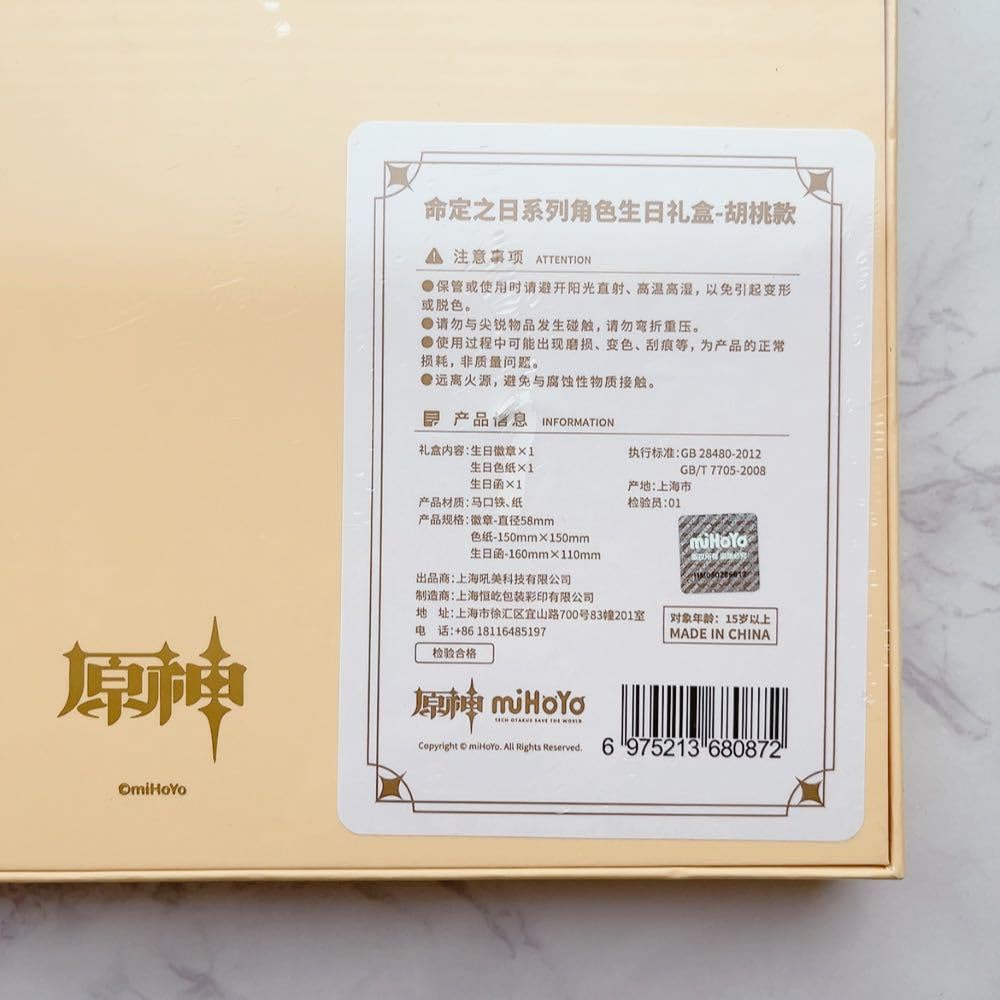 命定之日系列角色生日礼盒-胡桃款
注意事项 ATTENTION
●保管或使用时请避开阳光直射、高温高湿，以免引起变形
或脱色。
●请勿与尖锐物品发生碰触，请勿弯折重压。
●使用过程中可能出现磨损、变色、刮痕等，为产品的正常
损耗，非质量问题。
●远离火源，避免与腐蚀性物质接触。
产品信息 INFORMATION
礼盒内容：生日徽章×1
生日色纸×1
生日函×1
产品材质：马口铁、纸
产品规格：徽章-直径58mm
色纸-150mm×150mm
生日函-160mm×110mm
执行标准：GB 28480-2012
GB/T 7705-2008
产地：上海市
检验员：01
miHoYo
出品商：上海吼美科技有限公司
制造商：上海恒屹包装彩印有限公司
地 址：上海市徐汇区宜山路700号83幢201室
电 话：+86 18116485197
检验合格
对象年龄：15岁以上
MADE IN CHINA
原神 miHoYo
TECH OTAKUS SAVE THE WORLD
Copyright © miHoYo. All Rights Reserved.
6 975213 680872
原神
©miHoYo